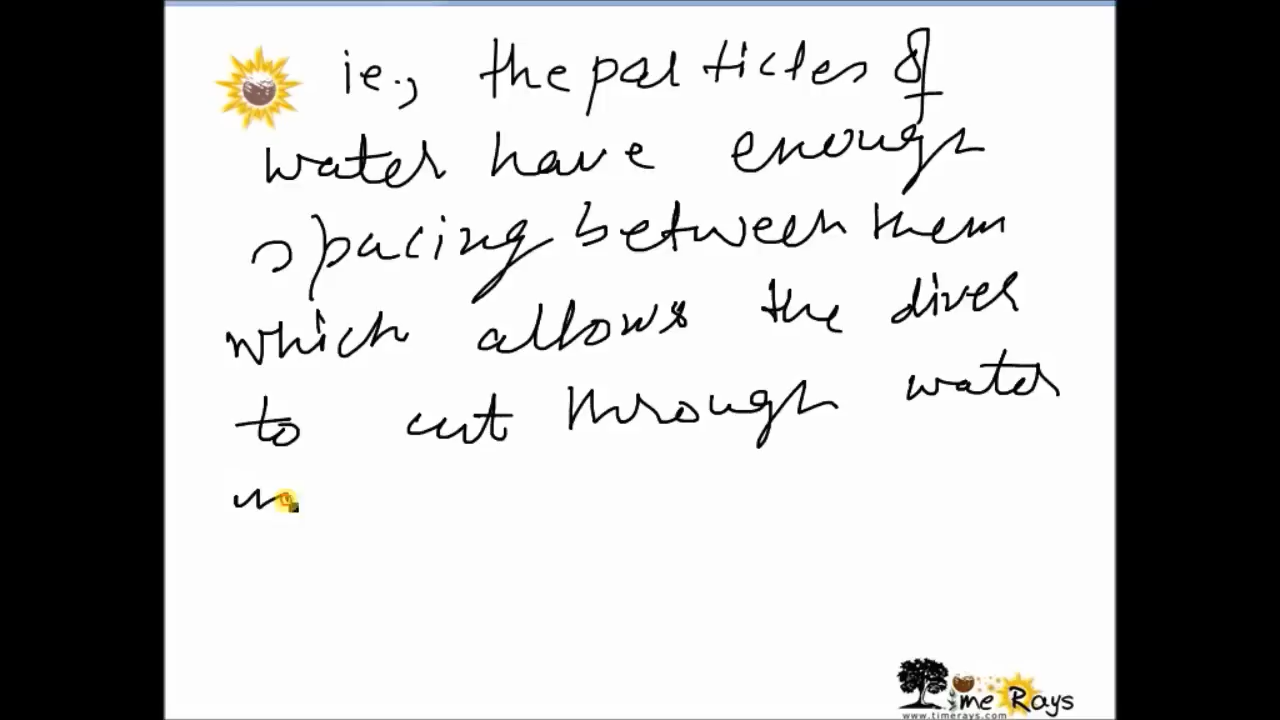 ie., the particles of
water have enough
spacing between them
which allows the diver
to cut through water
Time Rays
www.timerays.com